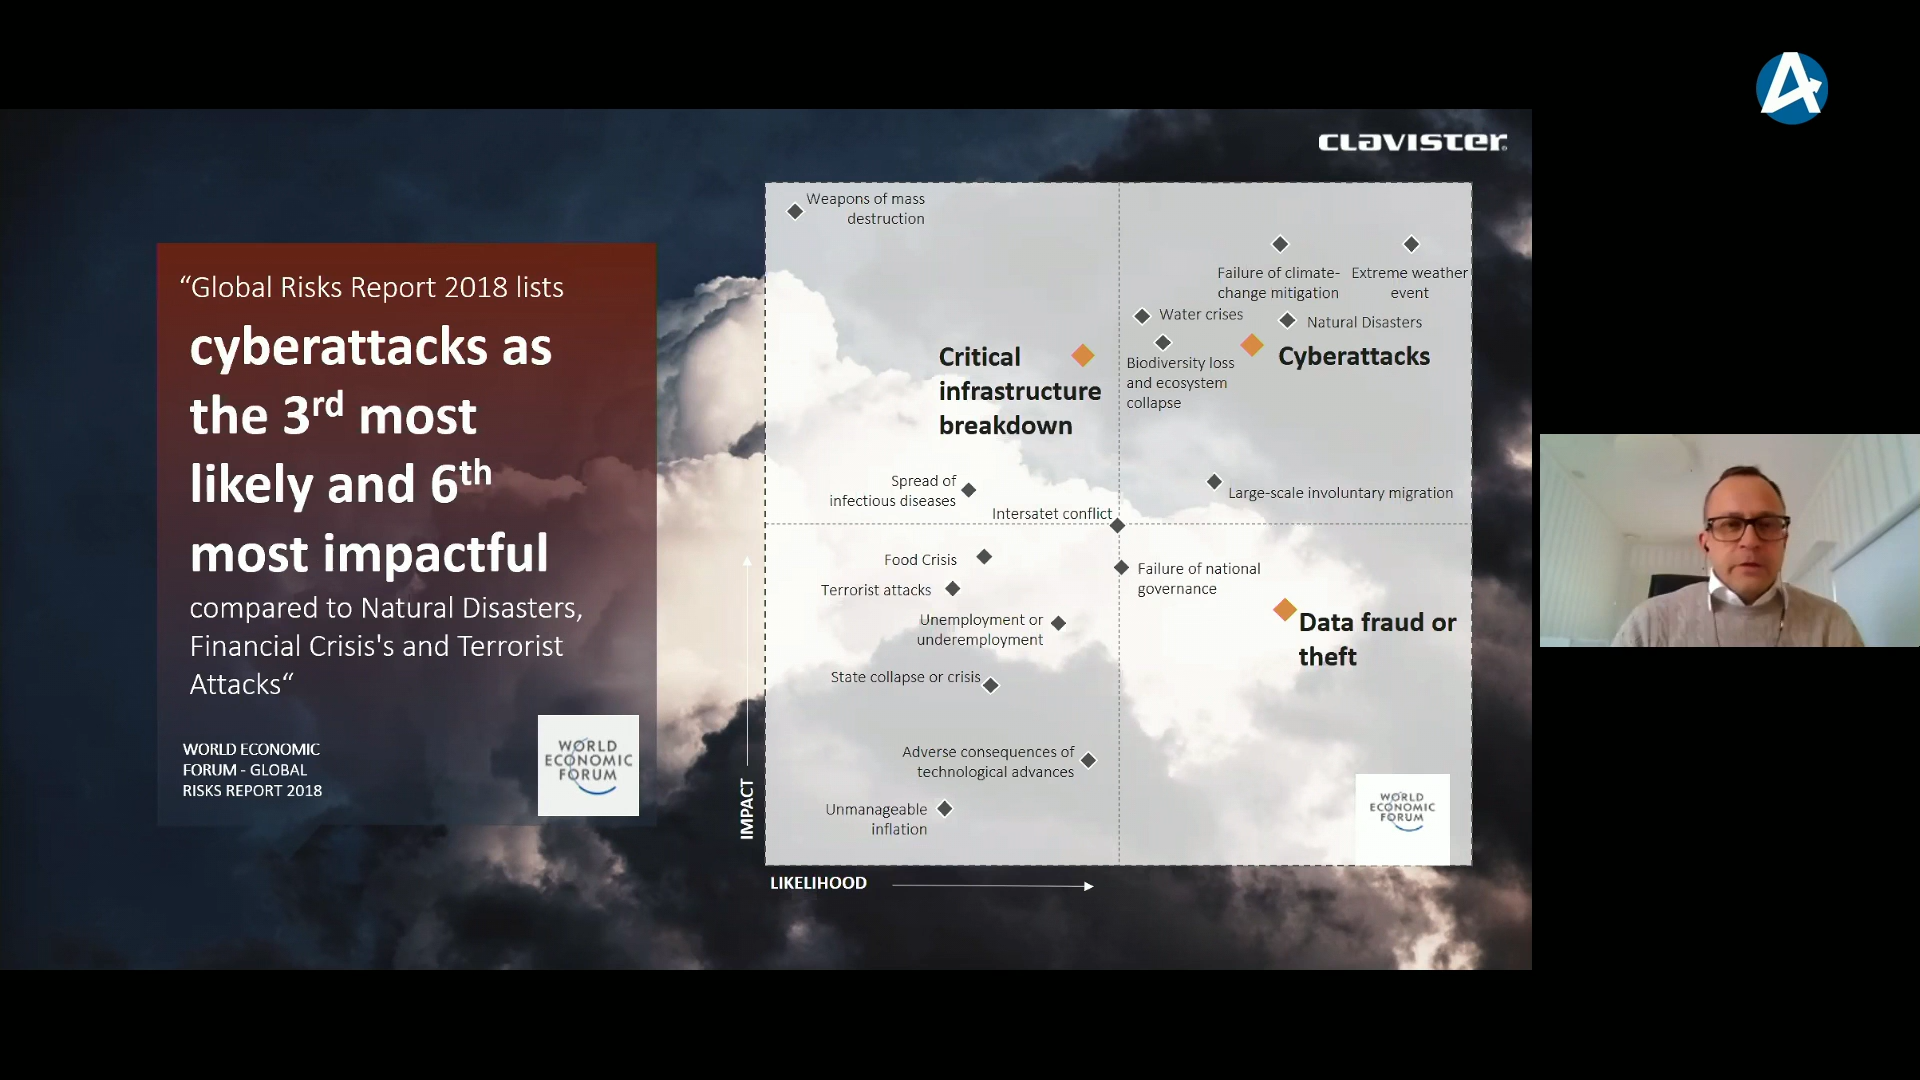 CLAVISTER
“Global Risks Report 2018 lists
cyberattacks as
the 3rd most
likely and 6th
most impactful
compared to Natural Disasters,
Financial Crisis's and Terrorist
Attacks“
WORLD ECONOMIC
FORUM - GLOBAL
RISKS REPORT 2018
WORLD
ECONOMIC
FORUM
Weapons of mass
destruction
Failure of climate-
change mitigation
Extreme weather
event
Water crises
Natural Disasters
Critical
infrastructure
breakdown
Biodiversity loss
and ecosystem
collapse
Cyberattacks
Spread of
infectious diseases
Large-scale involuntary migration
Intersatet conflict
Food Crisis
Failure of national
governance
Terrorist attacks
Unemployment or
underemployment
Data fraud or
theft
State collapse or crisis
Adverse consequences of
technological advances
Unmanageable
inflation
WORLD
ECONOMIC
FORUM
IMPACT
LIKELIHOOD